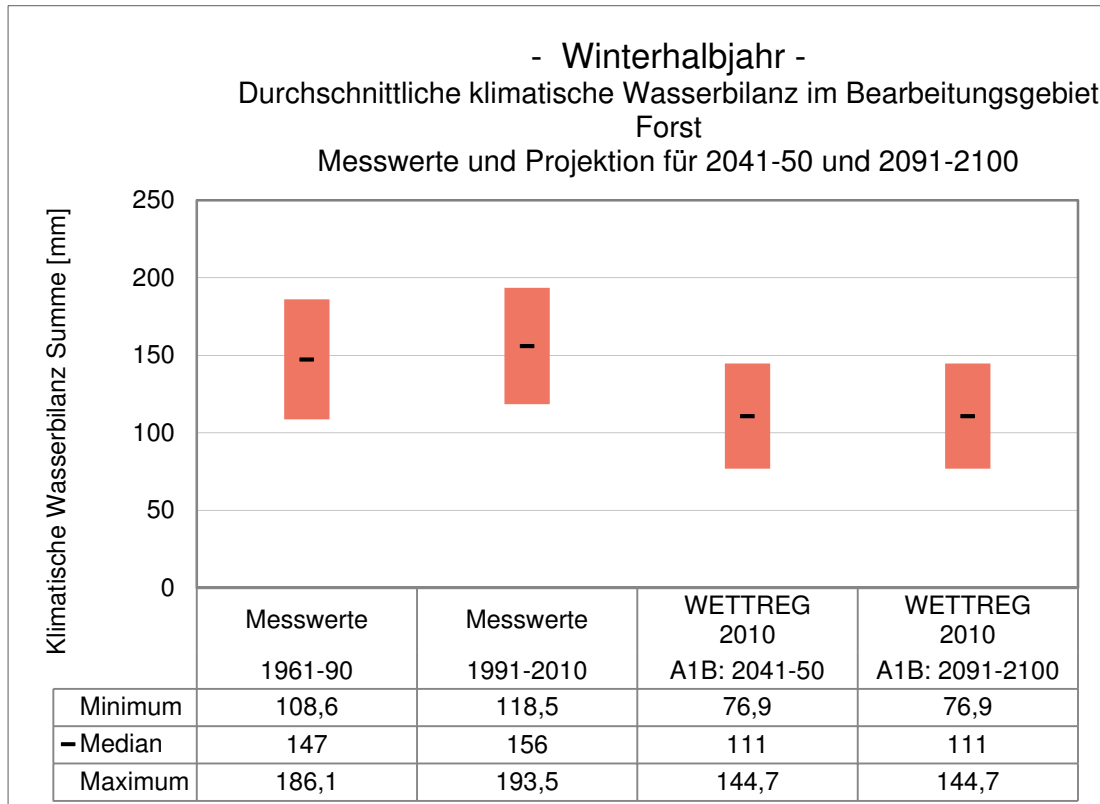 - Winterhalbjahr -
Durchschnittliche klimatische Wasserbilanz im Bearbeitungsgebiet
Forst
Messwerte und Projektion für 2041-50 und 2091-2100
Klimatische Wasserbilanz Summe [mm]
250
200
150
100
50
0
Messwerte Messwerte WETTREG WETTREG
2010 2010
1961-90 1991-2010 A1B: 2041-50 A1B: 2091-2100
Minimum 108,6 118,5 76,9 76,9
Median 147 156 111 111
Maximum 186,1 193,5 144,7 144,7